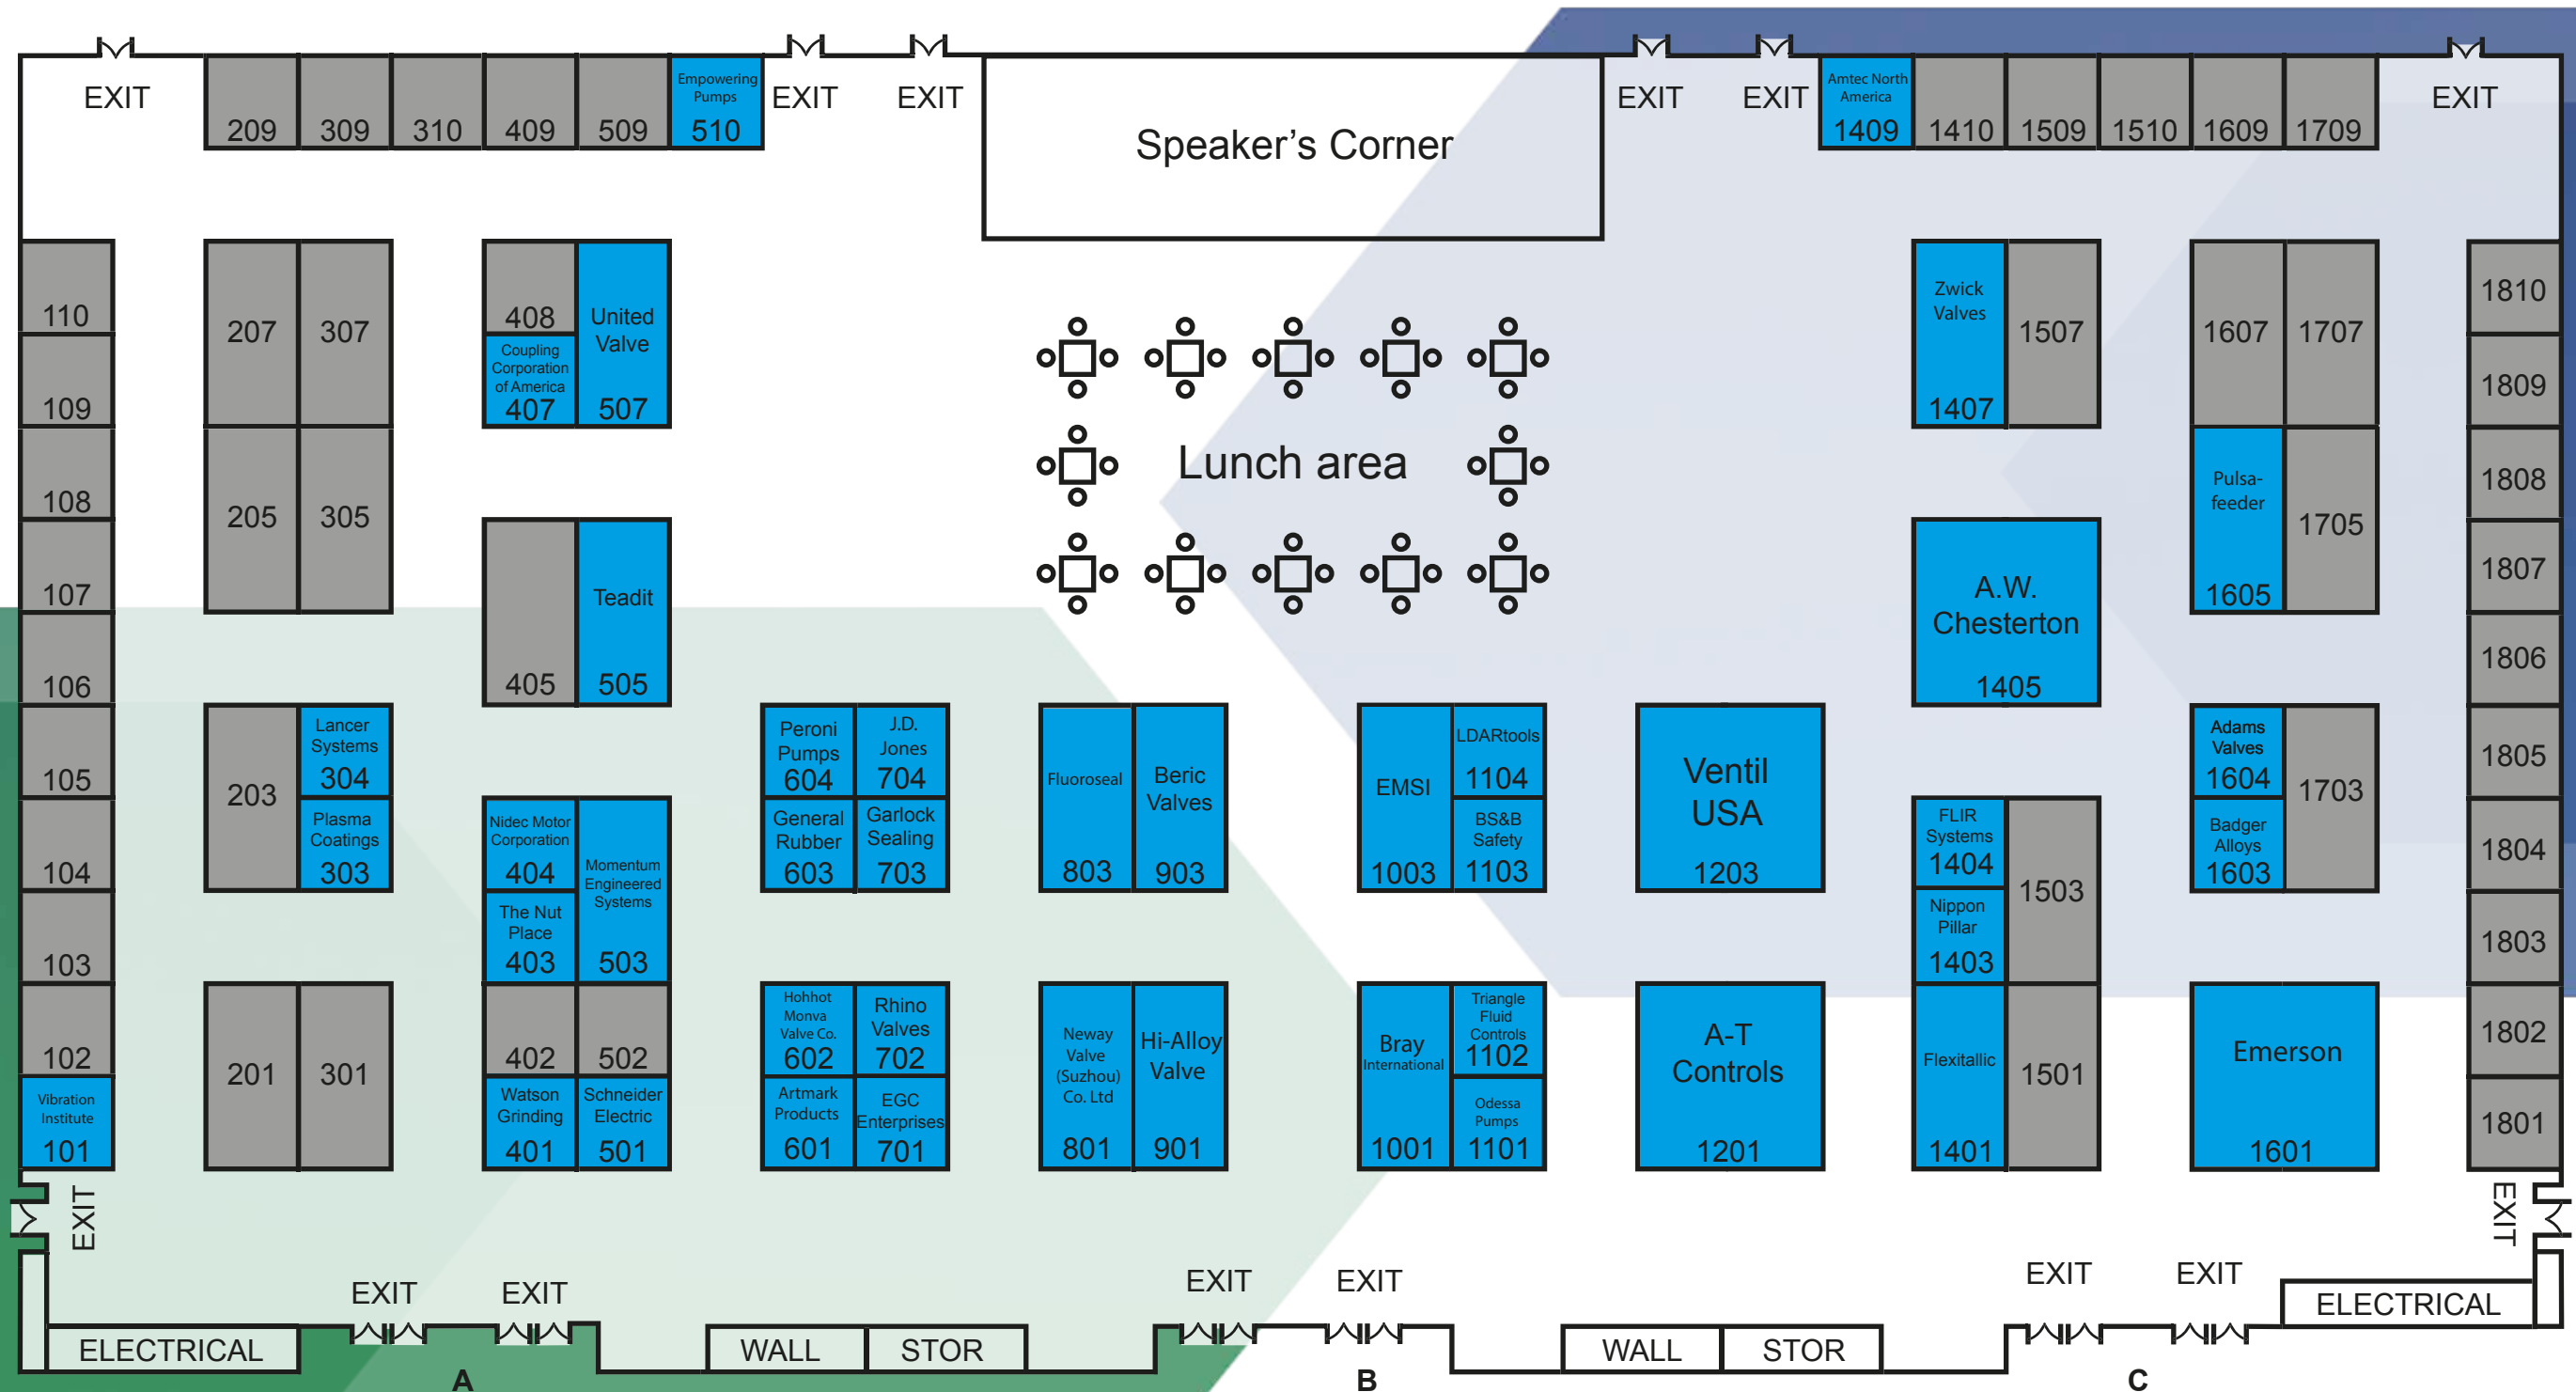 EXIT
EXIT
EXIT
EXIT
EXIT
EXIT
209
309
310
409
509
Empowering
Pumps
510
Speaker's Corner
Amtec North
America
1409
1410
1509
1510
1609
1709
110
109
108
107
106
105
104
103
102
Vibration
Institute
101
207
307
205
305
203
Lancer
Systems
304
Plasma
Coatings
303
201
301
408
Coupling
Corporation
of America
407
United
Valve
507
405
Teadit
505
Nidec Motor
Corporation
404
The Nut
Place
403
Momentum
Engineered
Systems
503
402
502
Watson
Grinding
401
Schneider
Electric
501
Lunch area
Peroni
Pumps
604
J.D.
Jones
704
General
Rubber
603
Garlock
Sealing
703
Hohhot
Monva
Valve Co.
602
Rhino
Valves
702
Artmark
Products
601
EGC
Enterprises
701
Fluoroseal
803
Beric
Valves
903
Neway
Valve
(Suzhou)
Co. Ltd
801
Hi-Alloy
Valve
901
EMSI
1003
LDARtools
1104
BS&B
Safety
1103
Bray
International
1001
Triangle
Fluid
Controls
1102
Odessa
Pumps
1101
Ventil
USA
1203
A-T
Controls
1201
Zwick
Valves
1407
1507
A.W.
Chesterton
1405
FLIR
Systems
1404
Nippon
Pillar
1403
1503
Flexitallic
1401
1501
1607
1707
Pulsa-
feeder
1605
1705
Adams
Valves
1604
Badger
Alloys
1603
1703
Emerson
1601
1810
1809
1808
1807
1806
1805
1804
1803
1802
1801
EXIT
EXIT
EXIT
EXIT
EXIT
EXIT
EXIT
EXIT
ELECTRICAL
WALL
STOR
WALL
STOR
ELECTRICAL
A
B
C